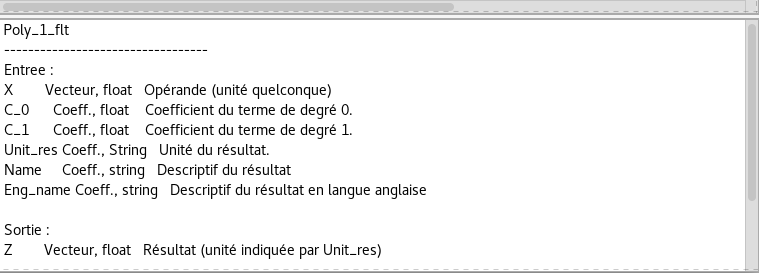 Poly_1_flt
----------------------------------
Entree :
X Vecteur, float Opérande (unité quelconque)
C_0 Coeff., float Coefficient du terme de degré 0.
C_1 Coeff., float Coefficient du terme de degré 1.
Unit_res Coeff., String Unité du résultat.
Name Coeff., string Descriptif du résultat
Eng_name Coeff., string Descriptif du résultat en langue anglaise
Sortie :
Z Vecteur, float Résultat (unité indiquée par Unit_res)